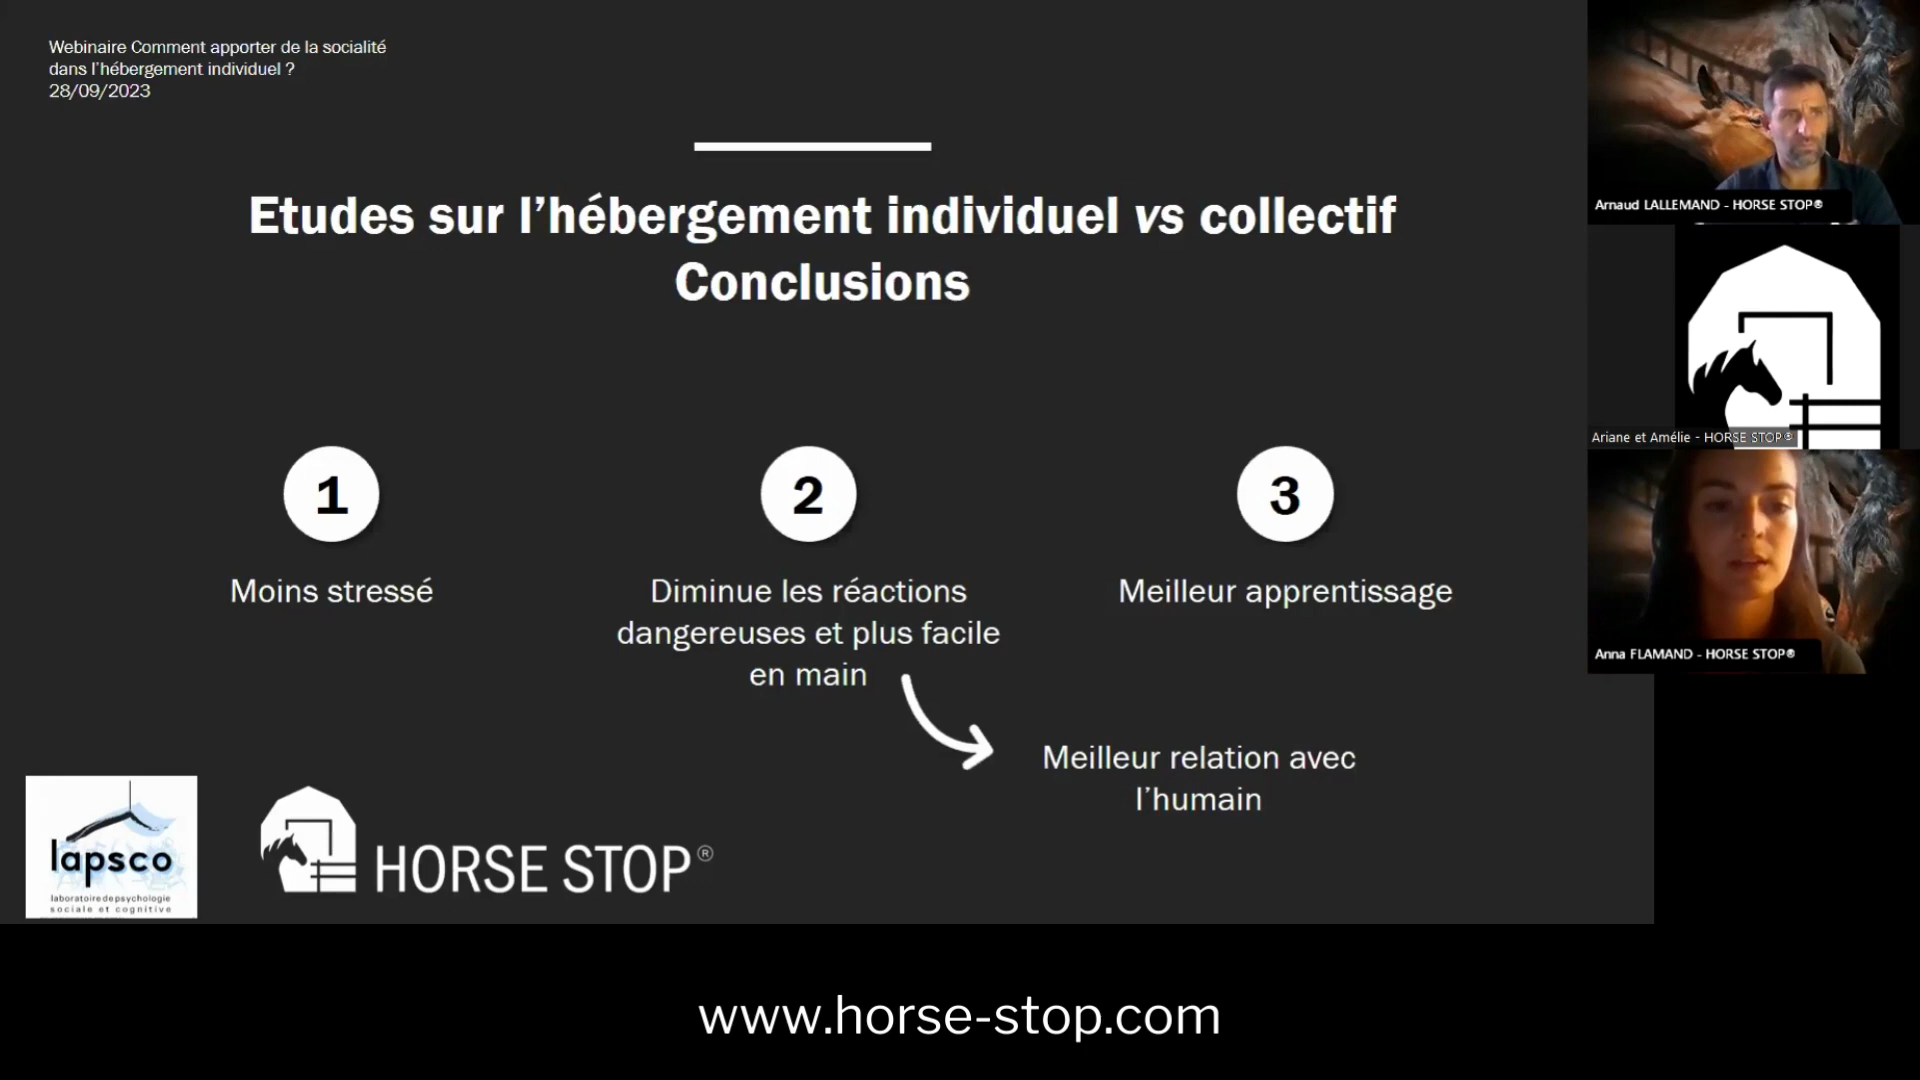 Webinaire Comment apporter de la socialité
dans l'hébergement individuel ?
28/09/2023
Etudes sur l'hébergement individuel vs collectif
Conclusions
1
Moins stressé
2
Diminue les réactions
dangereuses et plus facile
en main
3
Meilleur apprentissage
Meilleur relation avec
l'humain
lapsco
laboratoire de psychologie
sociale et cognitive
HORSE STOP®
Arnaud LALLEMAND - HORSE STOP®
Ariane et Amélie - HORSE STOP®
Anna FLAMAND - HORSE STOP®
www.horse-stop.com